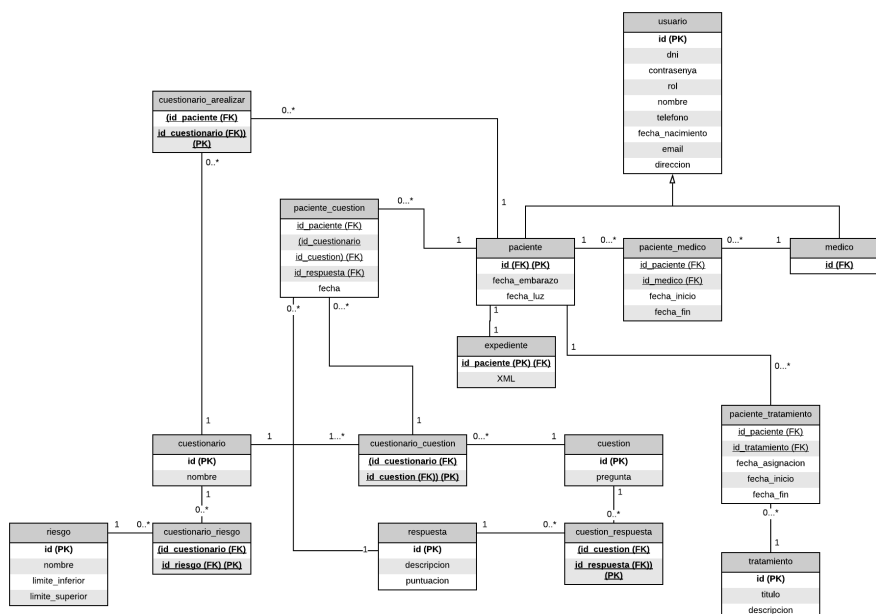 usuario
id (PK)
dni
contrasenya
rol
nombre
telefono
fecha_nacimiento
email
direccion
cuestionario_arealizar
(id_paciente (FK)
id_cuestionario (FK))
(PK)
0..*
0..*
1
paciente_cuestion
id_paciente (FK)
(id_cuestionario
id_cuestion) (FK)
id_respuesta (FK)
fecha
0...*
1
0..*
0...*
paciente
id (FK) (PK)
fecha_embarazo
fecha_luz
1
0...*
paciente_medico
id_paciente (FK)
id_medico (FK)
fecha_inicio
fecha_fin
0...*
1
medico
id (FK)
1
1
expediente
id_paciente (PK) (FK)
XML
1
0...*
paciente_tratamiento
id_paciente (FK)
id_tratamiento (FK)
fecha_asignacion
fecha_inicio
fecha_fin
0...*
1
tratamiento
id (PK)
titulo
descripcion
1
cuestionario
id (PK)
nombre
1
1...*
1
cuestionario_cuestion
(id_cuestionario (FK)
id_cuestion (FK)) (PK)
0...*
1
cuestion
id (PK)
pregunta
1
0..*
1
0..*
riesgo
id (PK)
nombre
limite_inferior
limite_superior
1
0..*
cuestionario_riesgo
(id_cuestionario (FK)
id_riesgo (FK) (PK)
1
respuesta
id (PK)
descripcion
puntuacion
1
0..*
cuestion_respuesta
(id_cuestion (FK)
id_respuesta (FK))
(PK)